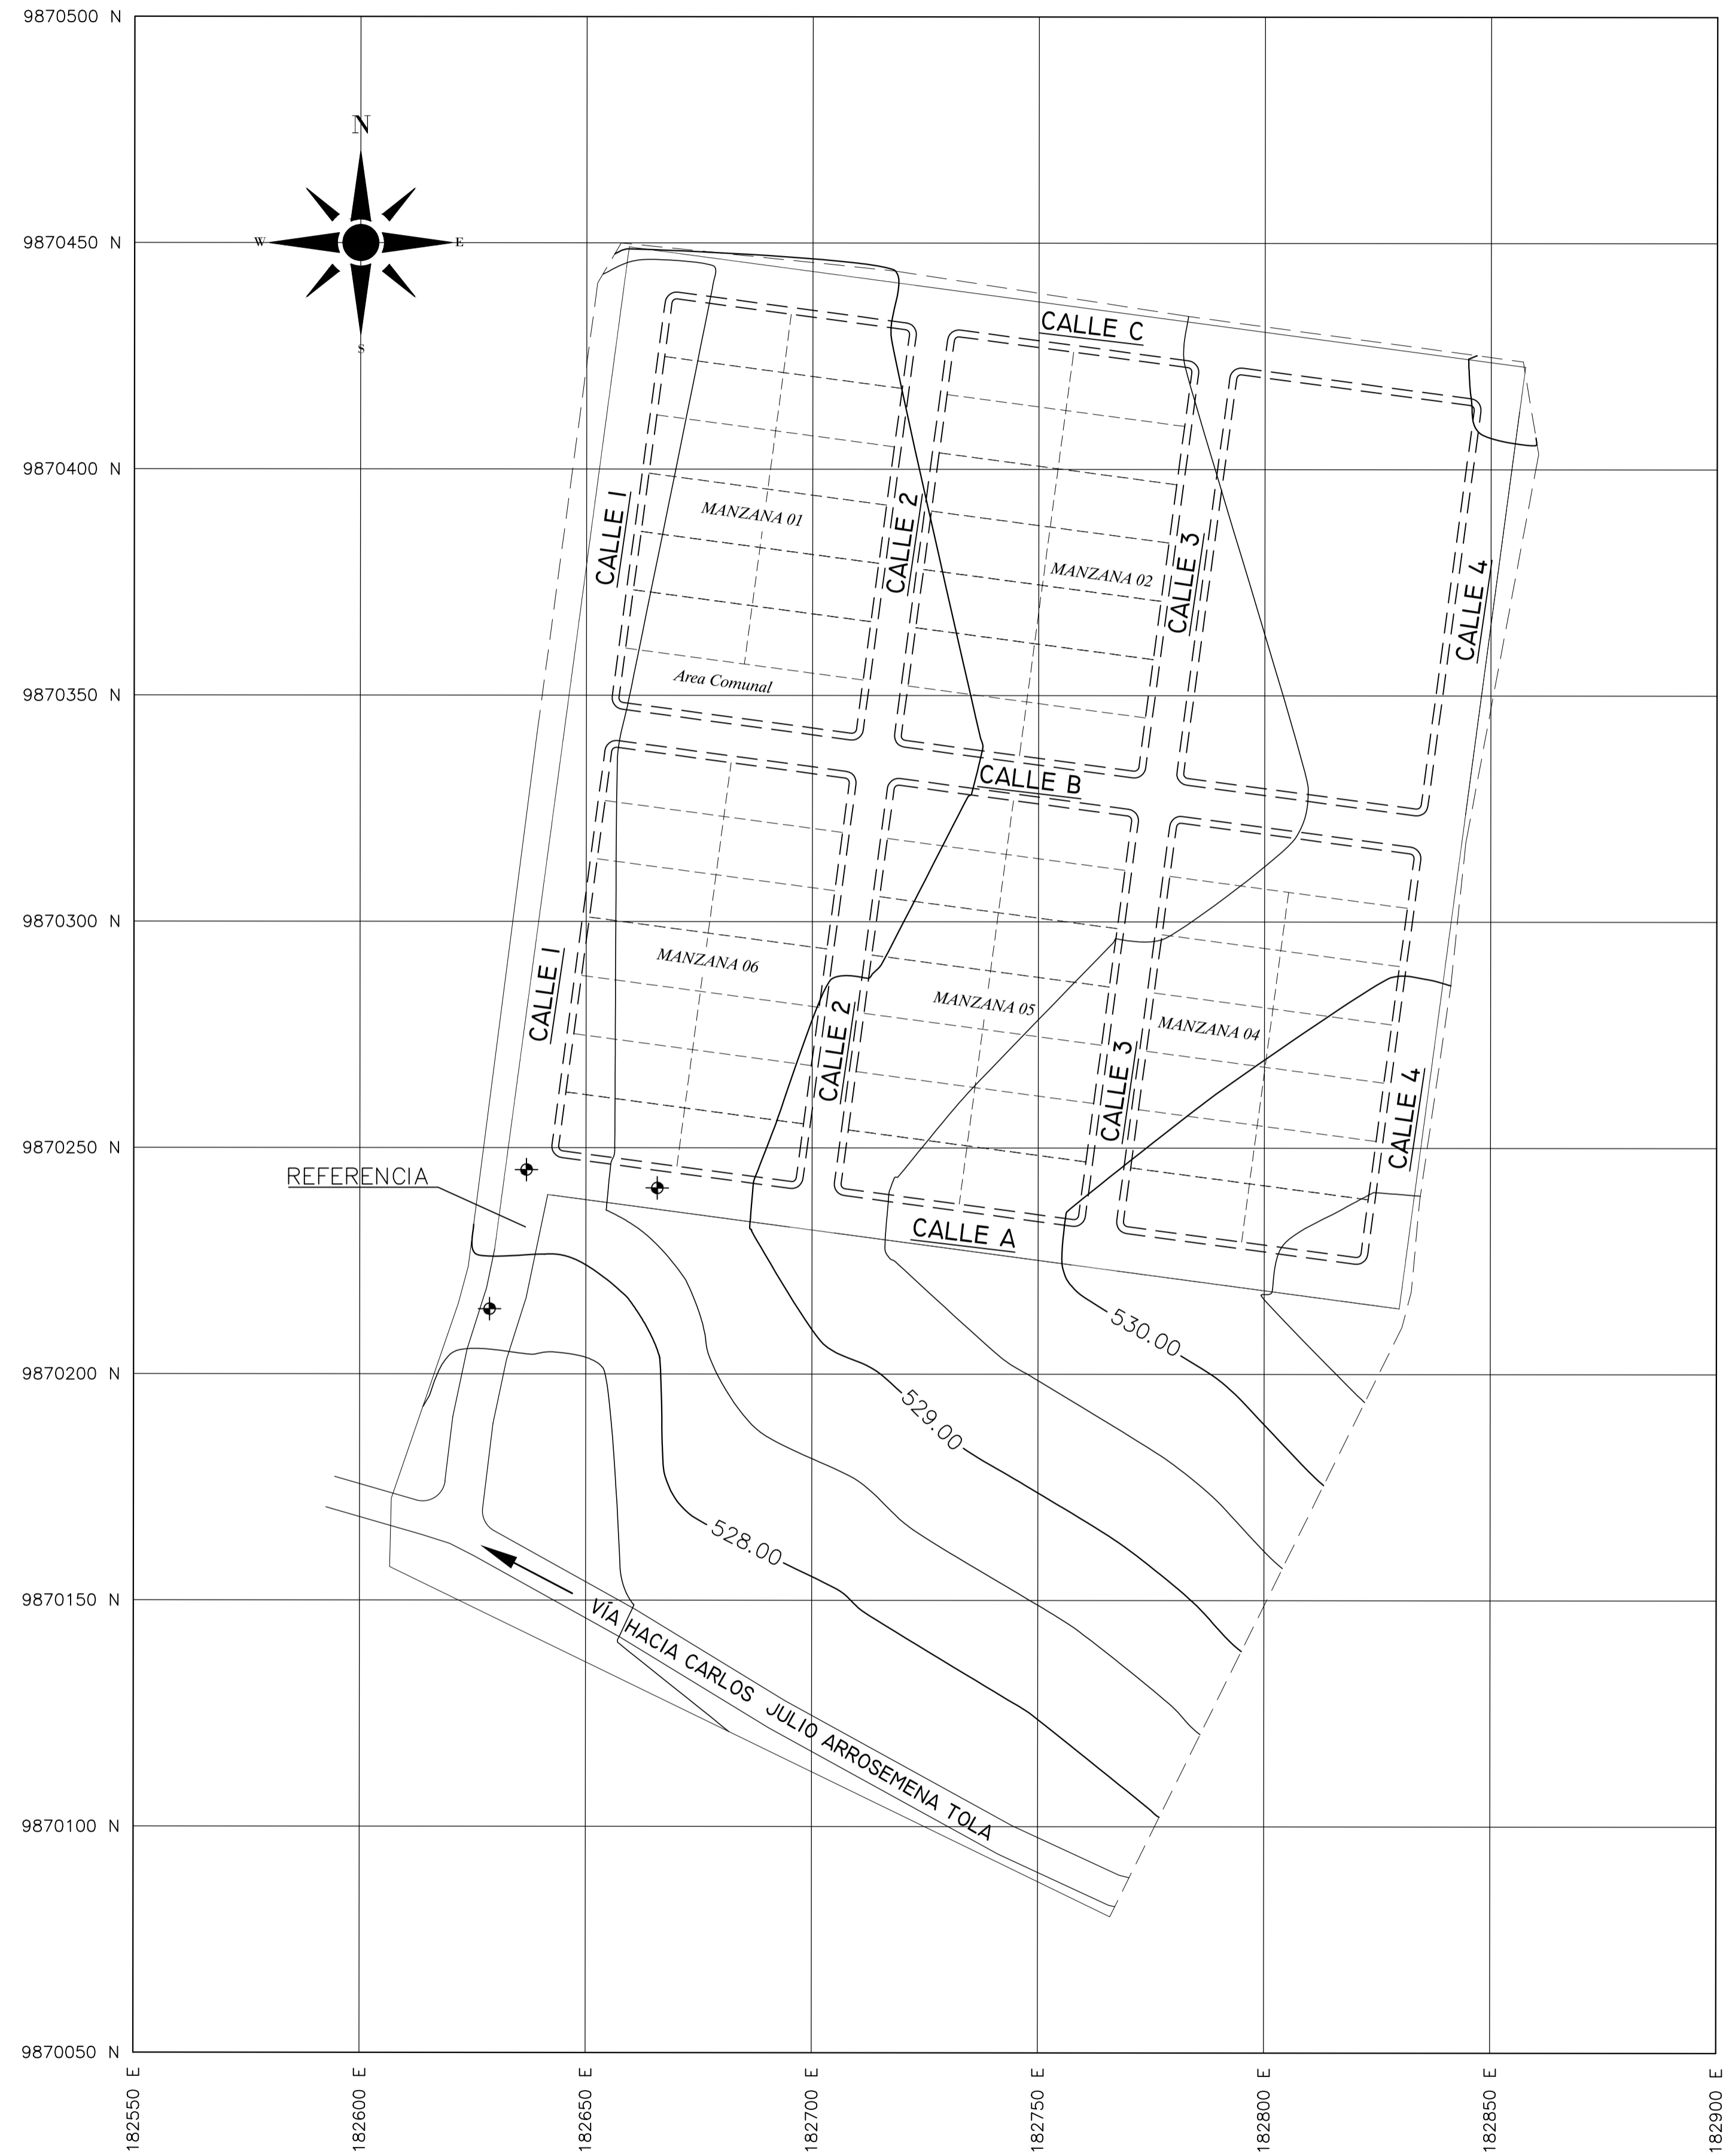 9870500 N
N
W
E
S
9870450 N
CALLE C
9870400 N
CALLE 1
MANZANA 01
CALLE 2
MANZANA 02
CALLE 3
CALLE 4
9870350 N
Area Comunal
CALLE B
9870300 N
CALLE 1
MANZANA 06
CALLE 2
MANZANA 05
CALLE 3
MANZANA 04
CALLE 4
9870250 N
REFERENCIA
CALLE A
530.00
9870200 N
529.00
528.00
9870150 N
VÍA HACIA CARLOS JULIO ARROSEMENA TOLA
9870100 N
9870050 N
182550 E
182600 E
182650 E
182700 E
182750 E
182800 E
182850 E
182900 E